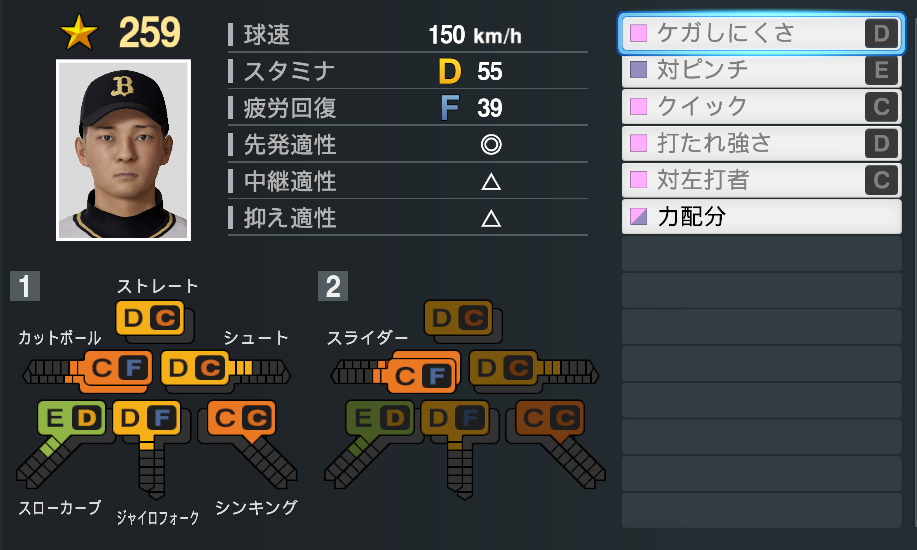 259
B
球速 150 km/h
スタミナ D 55
疲労回復 F 39
先発適性 ◎
中継適性 △
抑え適性 △
ケガしにくさ D
対ピンチ E
クイック C
打たれ強さ D
対左打者 C
力配分
1
ストレート
D C
カットボール
シュート
C F
D C
E D
D F
C C
スローカーブ
ジャイロフォーク
シンキング
2
D C
スライダー
C F
D C
E D
D F
C C